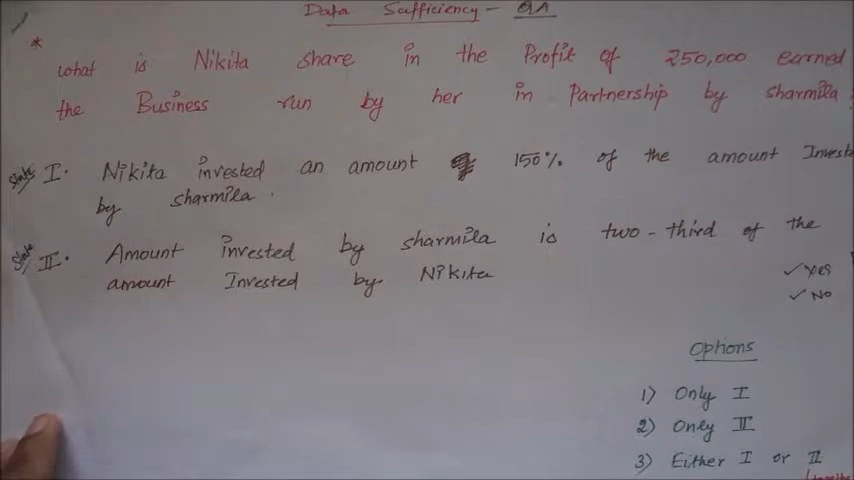 Data Sufficiency - QA
* what is Nikita share in the Profit of 250,000 earned
the Business run by her in Partnership by sharmila
State I. Nikita invested an amount 150% of the amount Investe
by sharmila.
State II. Amount invested by sharmila is two-third of the
amount Invested by Nikita
✓ Yes
✓ No
Options
1) Only I
2) Only II
3) Either I or II